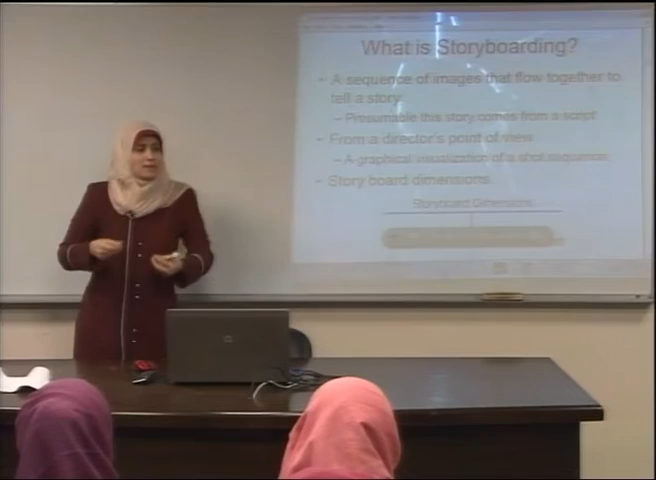 What is Storyboarding?
- A sequence of images that flow together to
tell a story
– Presumable this story comes from a script
- From a director's point of view
– A graphical visualization of a shot sequence
- Story board dimensions
Storyboard Dimensions